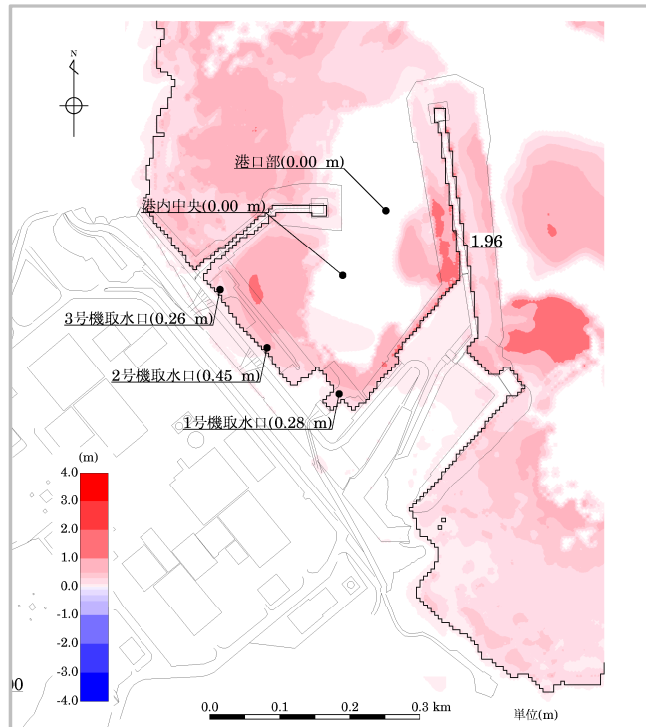 N
港口部(0.00 m)
港内中央(0.00 m)
1.96
3号機取水口(0.26 m)
2号機取水口(0.45 m)
1号機取水口(0.28 m)
(m)
4.0
3.0
2.0
1.0
0.0
-1.0
-2.0
-3.0
-4.0
00
0.0 0.1 0.2 0.3 km
単位(m)